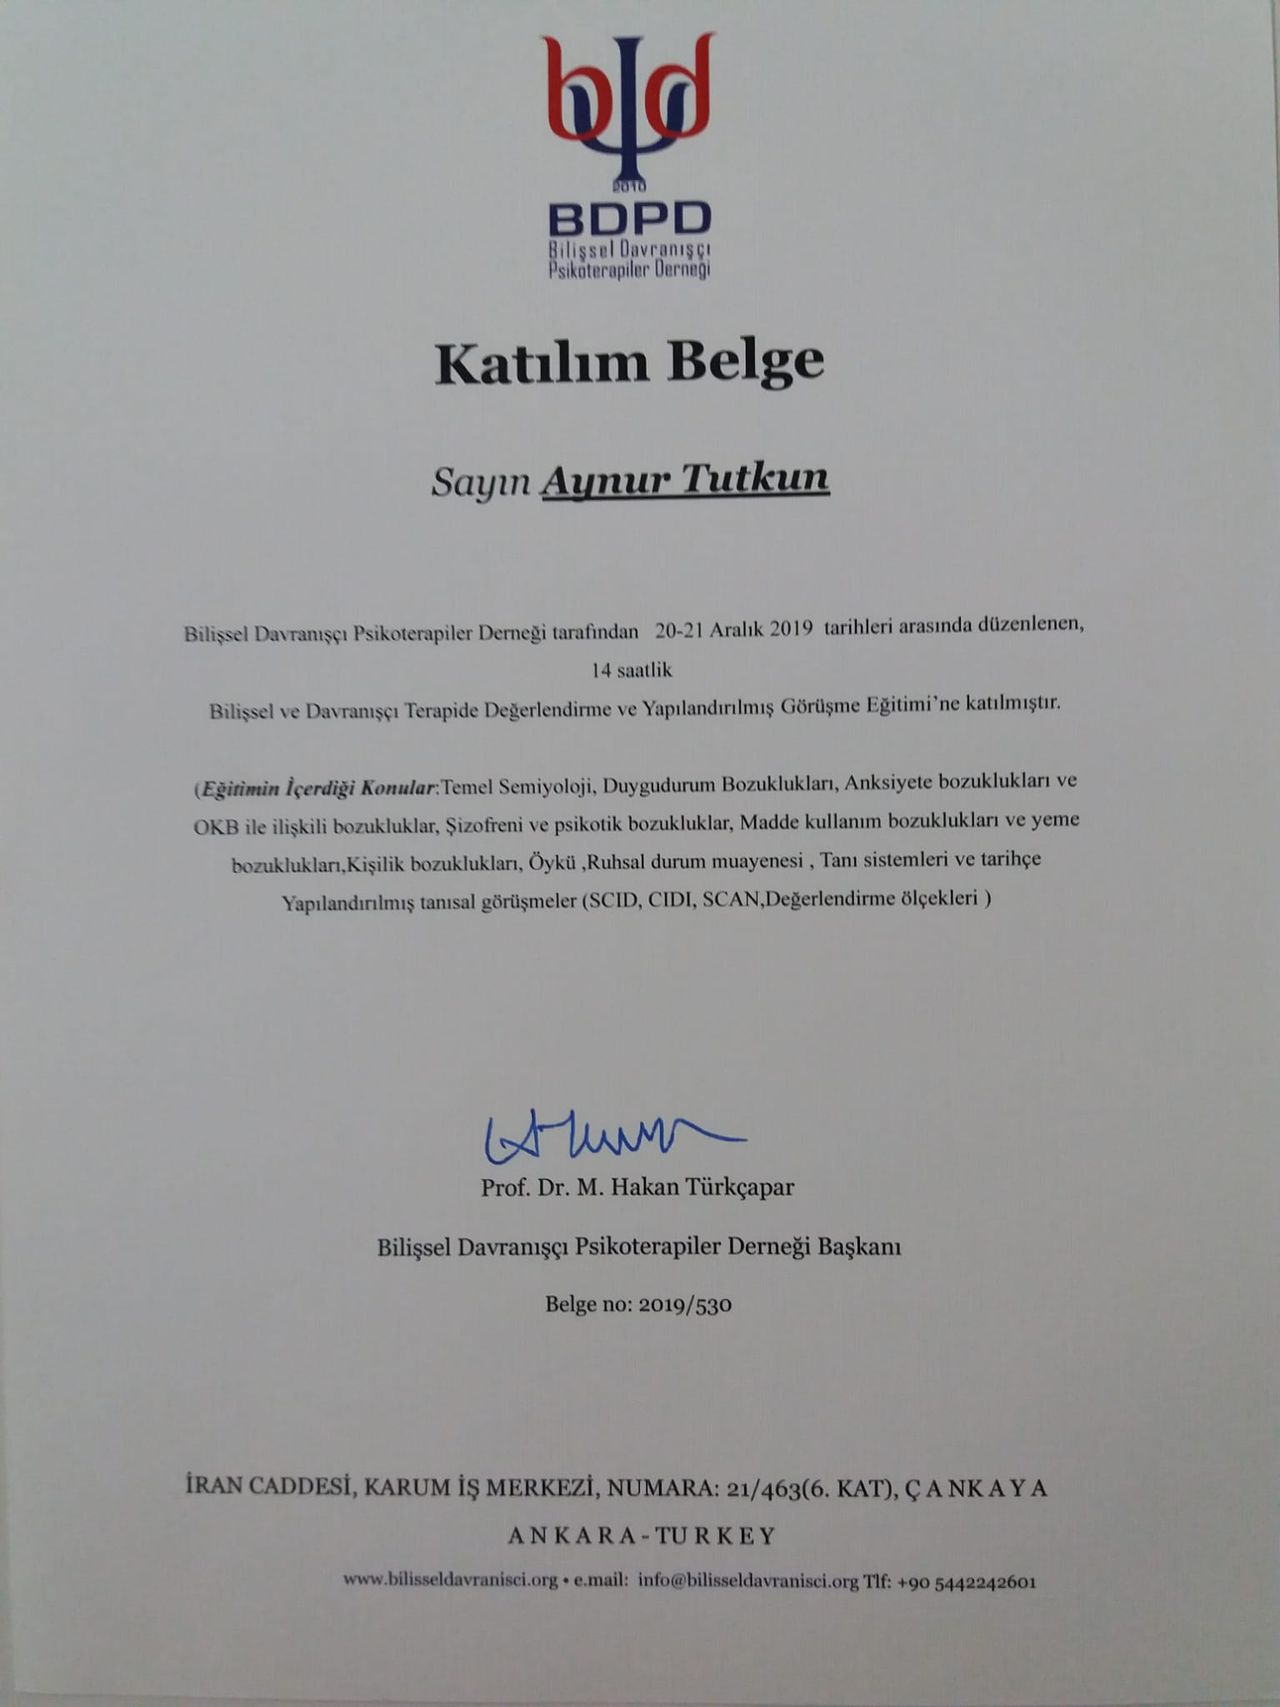 bψd
2010
BDPD
Bilişsel Davranışçı
Psikoterapiler Derneği
Katılım Belge
Sayın Aynur Tutkun
Bilişsel Davranışçı Psikoterapiler Derneği tarafından 20-21 Aralık 2019 tarihleri arasında düzenlenen,
14 saatlik
Bilişsel ve Davranışçı Terapide Değerlendirme ve Yapılandırılmış Görüşme Eğitimi'ne katılmıştır.
(Eğitimin İçerdiği Konular:Temel Semiyoloji, Duygudurum Bozuklukları, Anksiyete bozuklukları ve
OKB ile ilişkili bozukluklar, Şizofreni ve psikotik bozukluklar, Madde kullanım bozuklukları ve yeme
bozuklukları,Kişilik bozuklukları, Öykü ,Ruhsal durum muayenesi , Tanı sistemleri ve tarihçe
Yapılandırılmış tanısal görüşmeler (SCID, CIDI, SCAN,Değerlendirme ölçekleri )
Prof. Dr. M. Hakan Türkçapar
Bilişsel Davranışçı Psikoterapiler Derneği Başkanı
Belge no: 2019/530
İRAN CADDESİ, KARUM İŞ MERKEZİ, NUMARA: 21/463(6. KAT), Ç A N K A Y A
A N K A R A - T U R K E Y
www.bilisseldavranisci.org • e.mail: info@bilisseldavranisci.org Tlf: +90 5442242601